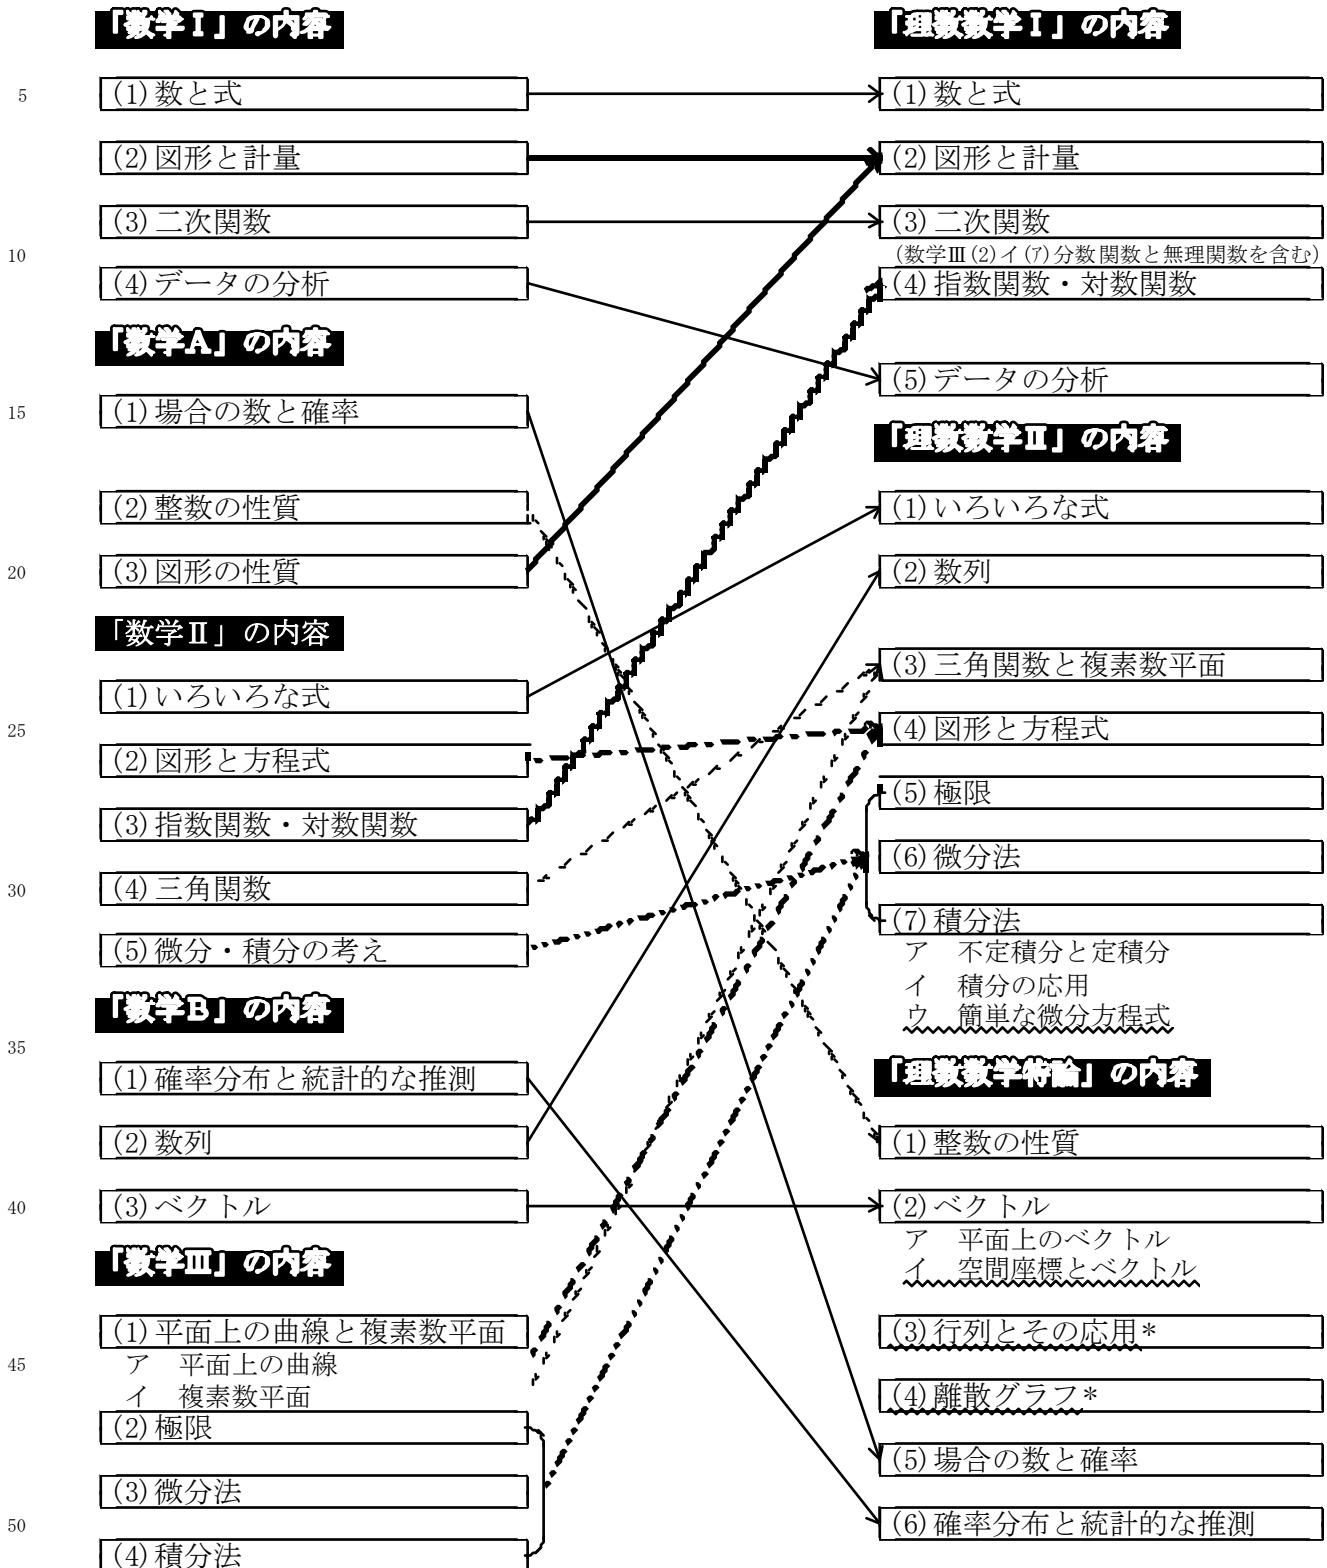 「数学Ⅰ」の内容
5
(1)数と式
(2)図形と計量
(3)二次関数
10
(4)データの分析
「数学A」の内容
15
(1)場合の数と確率
(2)整数の性質
20
(3)図形の性質
「数学Ⅱ」の内容
(1)いろいろな式
25
(2)図形と方程式
(3)指数関数・対数関数
30
(4)三角関数
(5)微分・積分の考え
「数学B」の内容
35
(1)確率分布と統計的な推測
(2)数列
40
(3)ベクトル
「数学Ⅲ」の内容
(1)平面上の曲線と複素数平面
45
ア 平面上の曲線
イ 複素数平面
(2)極限
(3)微分法
50
(4)積分法
「理数数学Ⅰ」の内容
(1)数と式
(2)図形と計量
(3)二次関数
(数学Ⅲ(2)イ(ア)分数関数と無理関数を含む)
(4)指数関数・対数関数
(5)データの分析
「理数数学Ⅱ」の内容
(1)いろいろな式
(2)数列
(3)三角関数と複素数平面
(4)図形と方程式
(5)極限
(6)微分法
(7)積分法
ア 不定積分と定積分
イ 積分の応用
ウ 簡単な微分方程式
「理数数学特論」の内容
(1)整数の性質
(2)ベクトル
ア 平面上のベクトル
イ 空間座標とベクトル
(3)行列とその応用*
(4)離散グラフ*
(5)場合の数と確率
(6)確率分布と統計的な推測